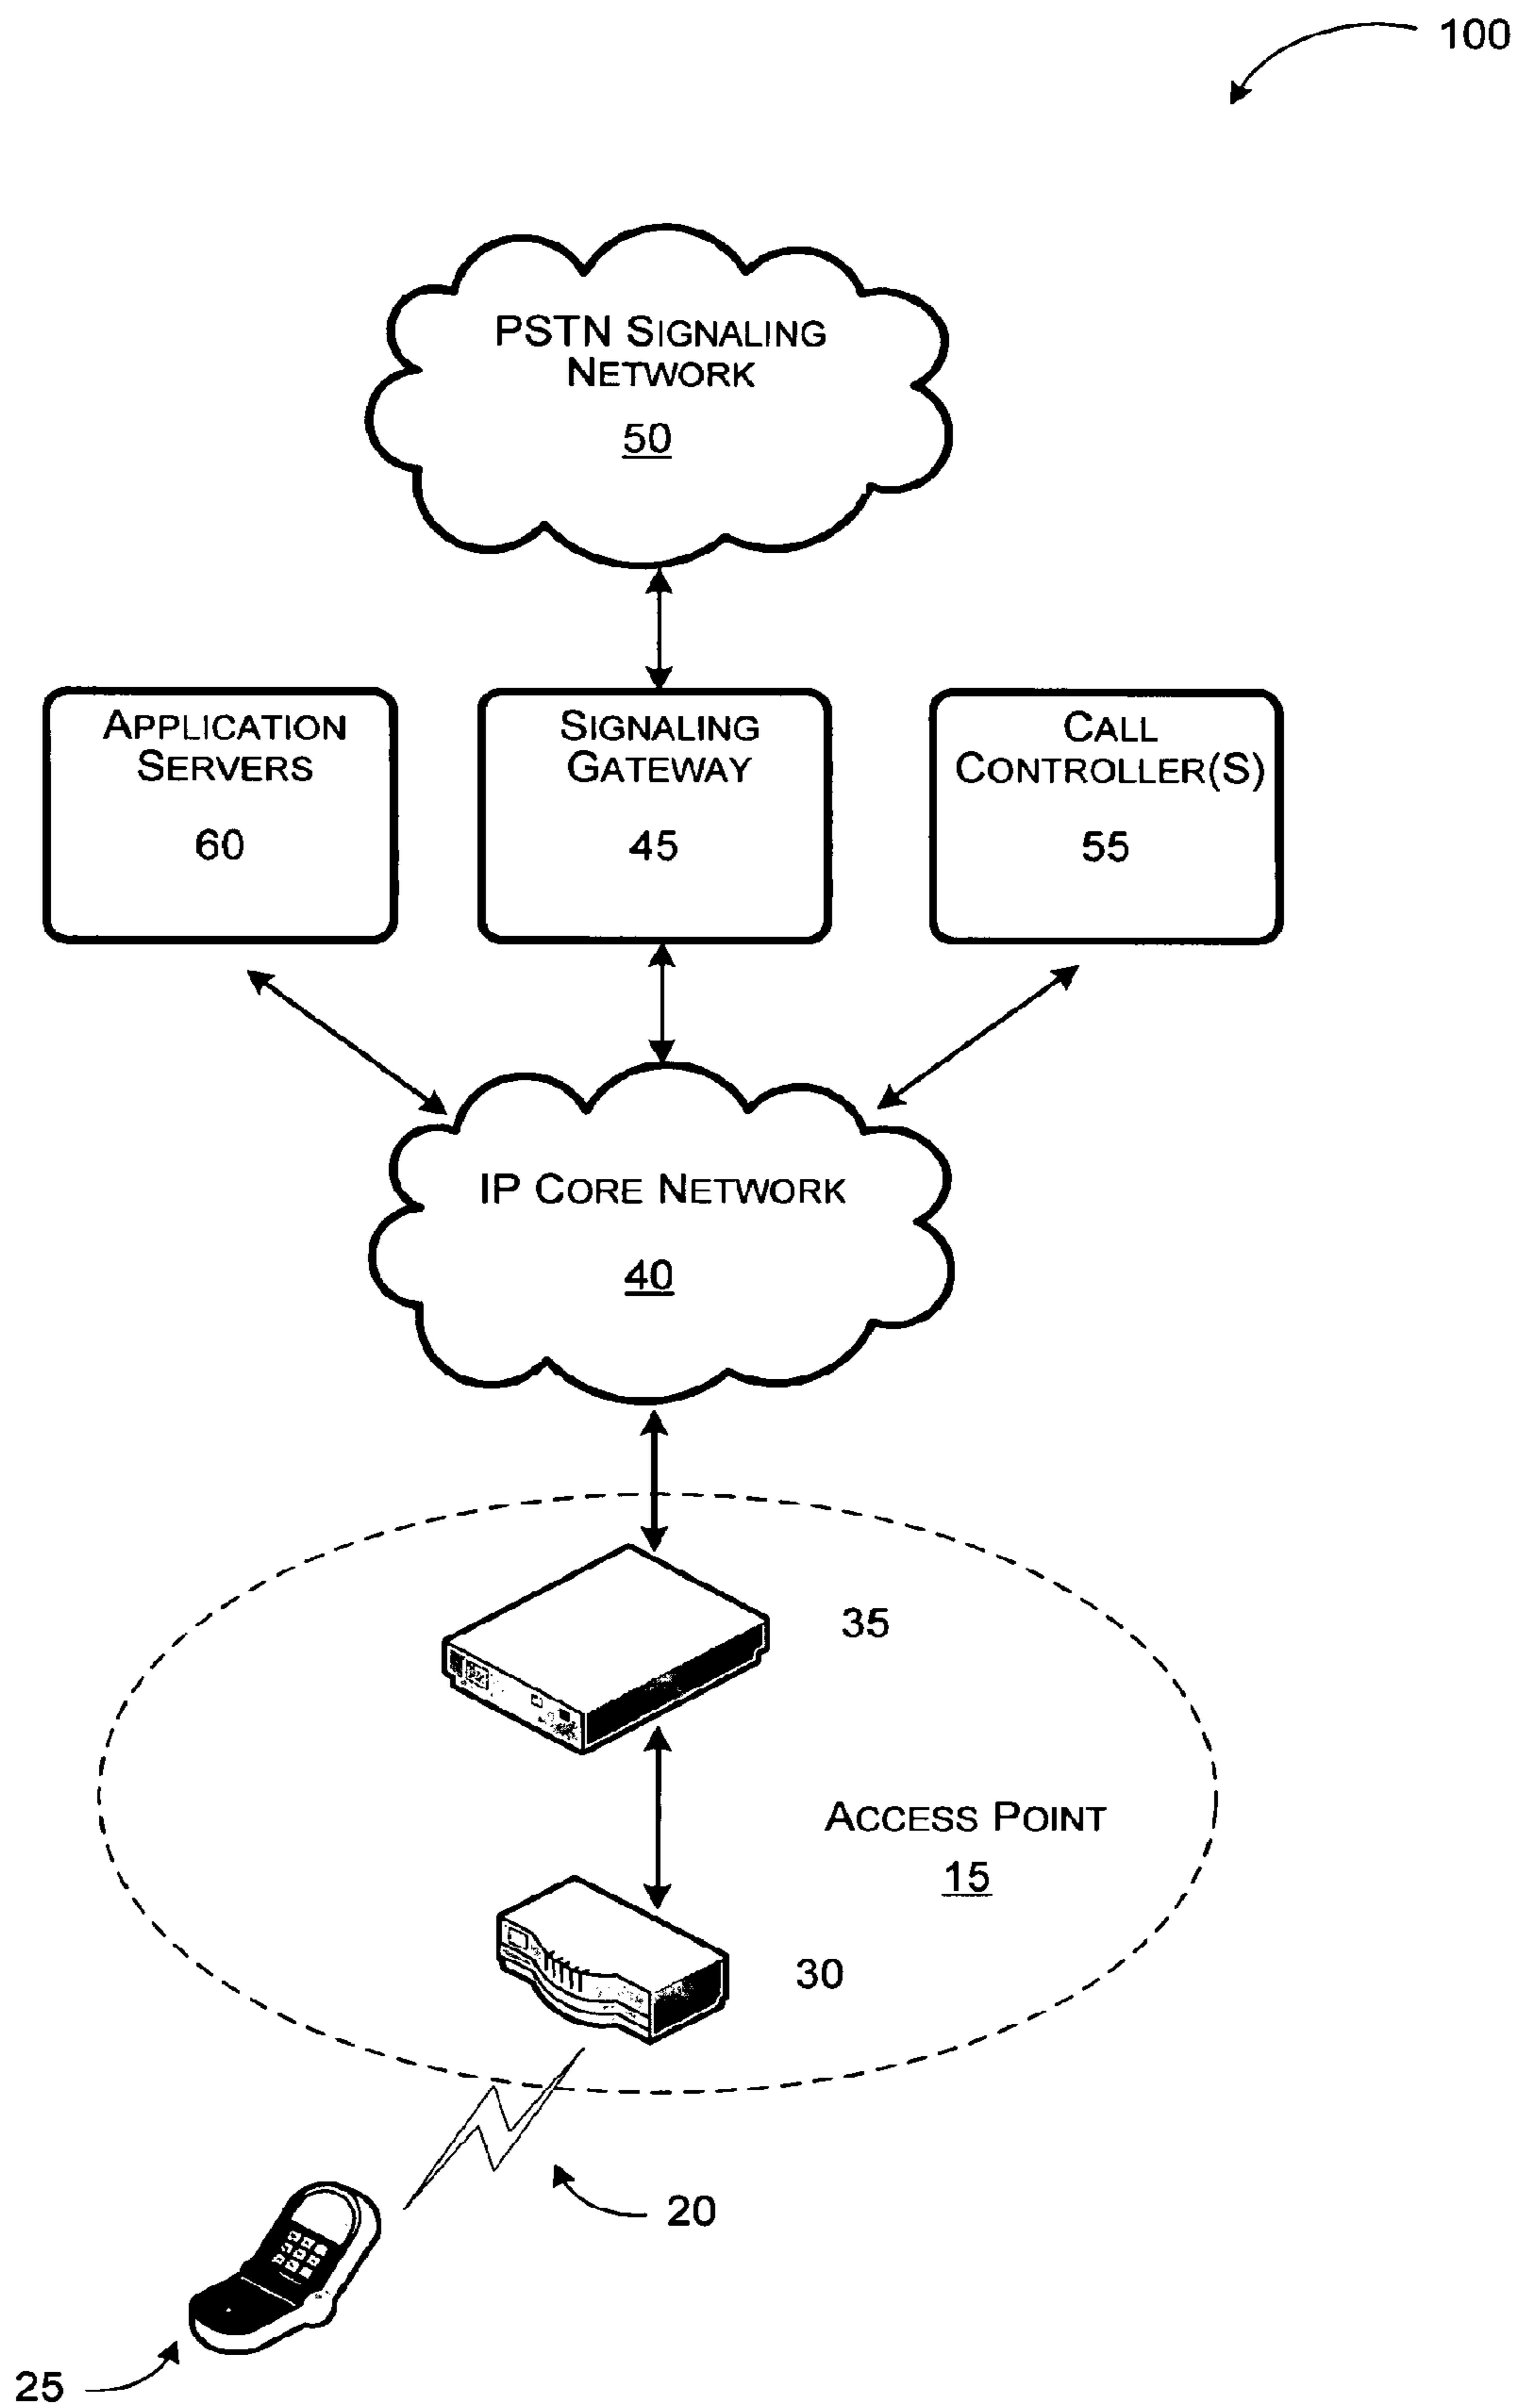 100
PSTN SIGNALING
NETWORK
50
APPLICATION
SERVERS
60
SIGNALING
GATEWAY
45
CALL
CONTROLLER(S)
55
IP CORE NETWORK
40
35
ACCESS POINT
15
30
20
25